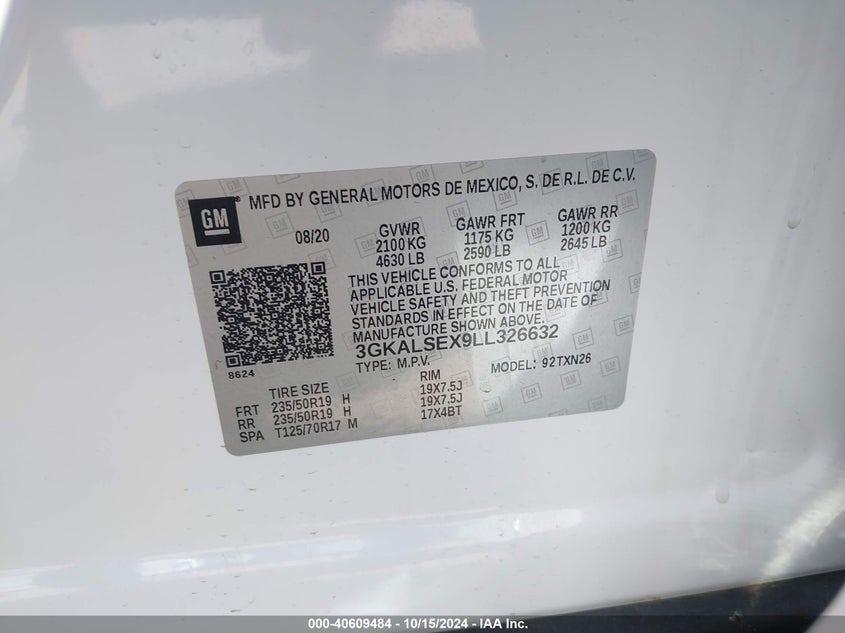 GM
MFD BY GENERAL MOTORS DE MEXICO, S. DE R.L. DE C.V.
08/20 GVWR GAWR FRT GAWR RR
2100 KG 1175 KG 1200 KG
4630 LB 2590 LB 2645 LB
THIS VEHICLE CONFORMS TO ALL
APPLICABLE U.S. FEDERAL MOTOR
VEHICLE SAFETY AND THEFT PREVENTION
STANDARDS IN EFFECT ON THE DATE OF
MANUFACTURE SHOWN ABOVE.
3GKALSEX9LL326632
8624
TYPE: M.P.V. MODEL: 92TXN26
TIRE SIZE RIM
FRT 235/50R19 H 19X7.5J
RR 235/50R19 H 19X7.5J
SPA T125/70R17 M 17X4BT
000-40609484 - 10/15/2024 - IAA Inc.